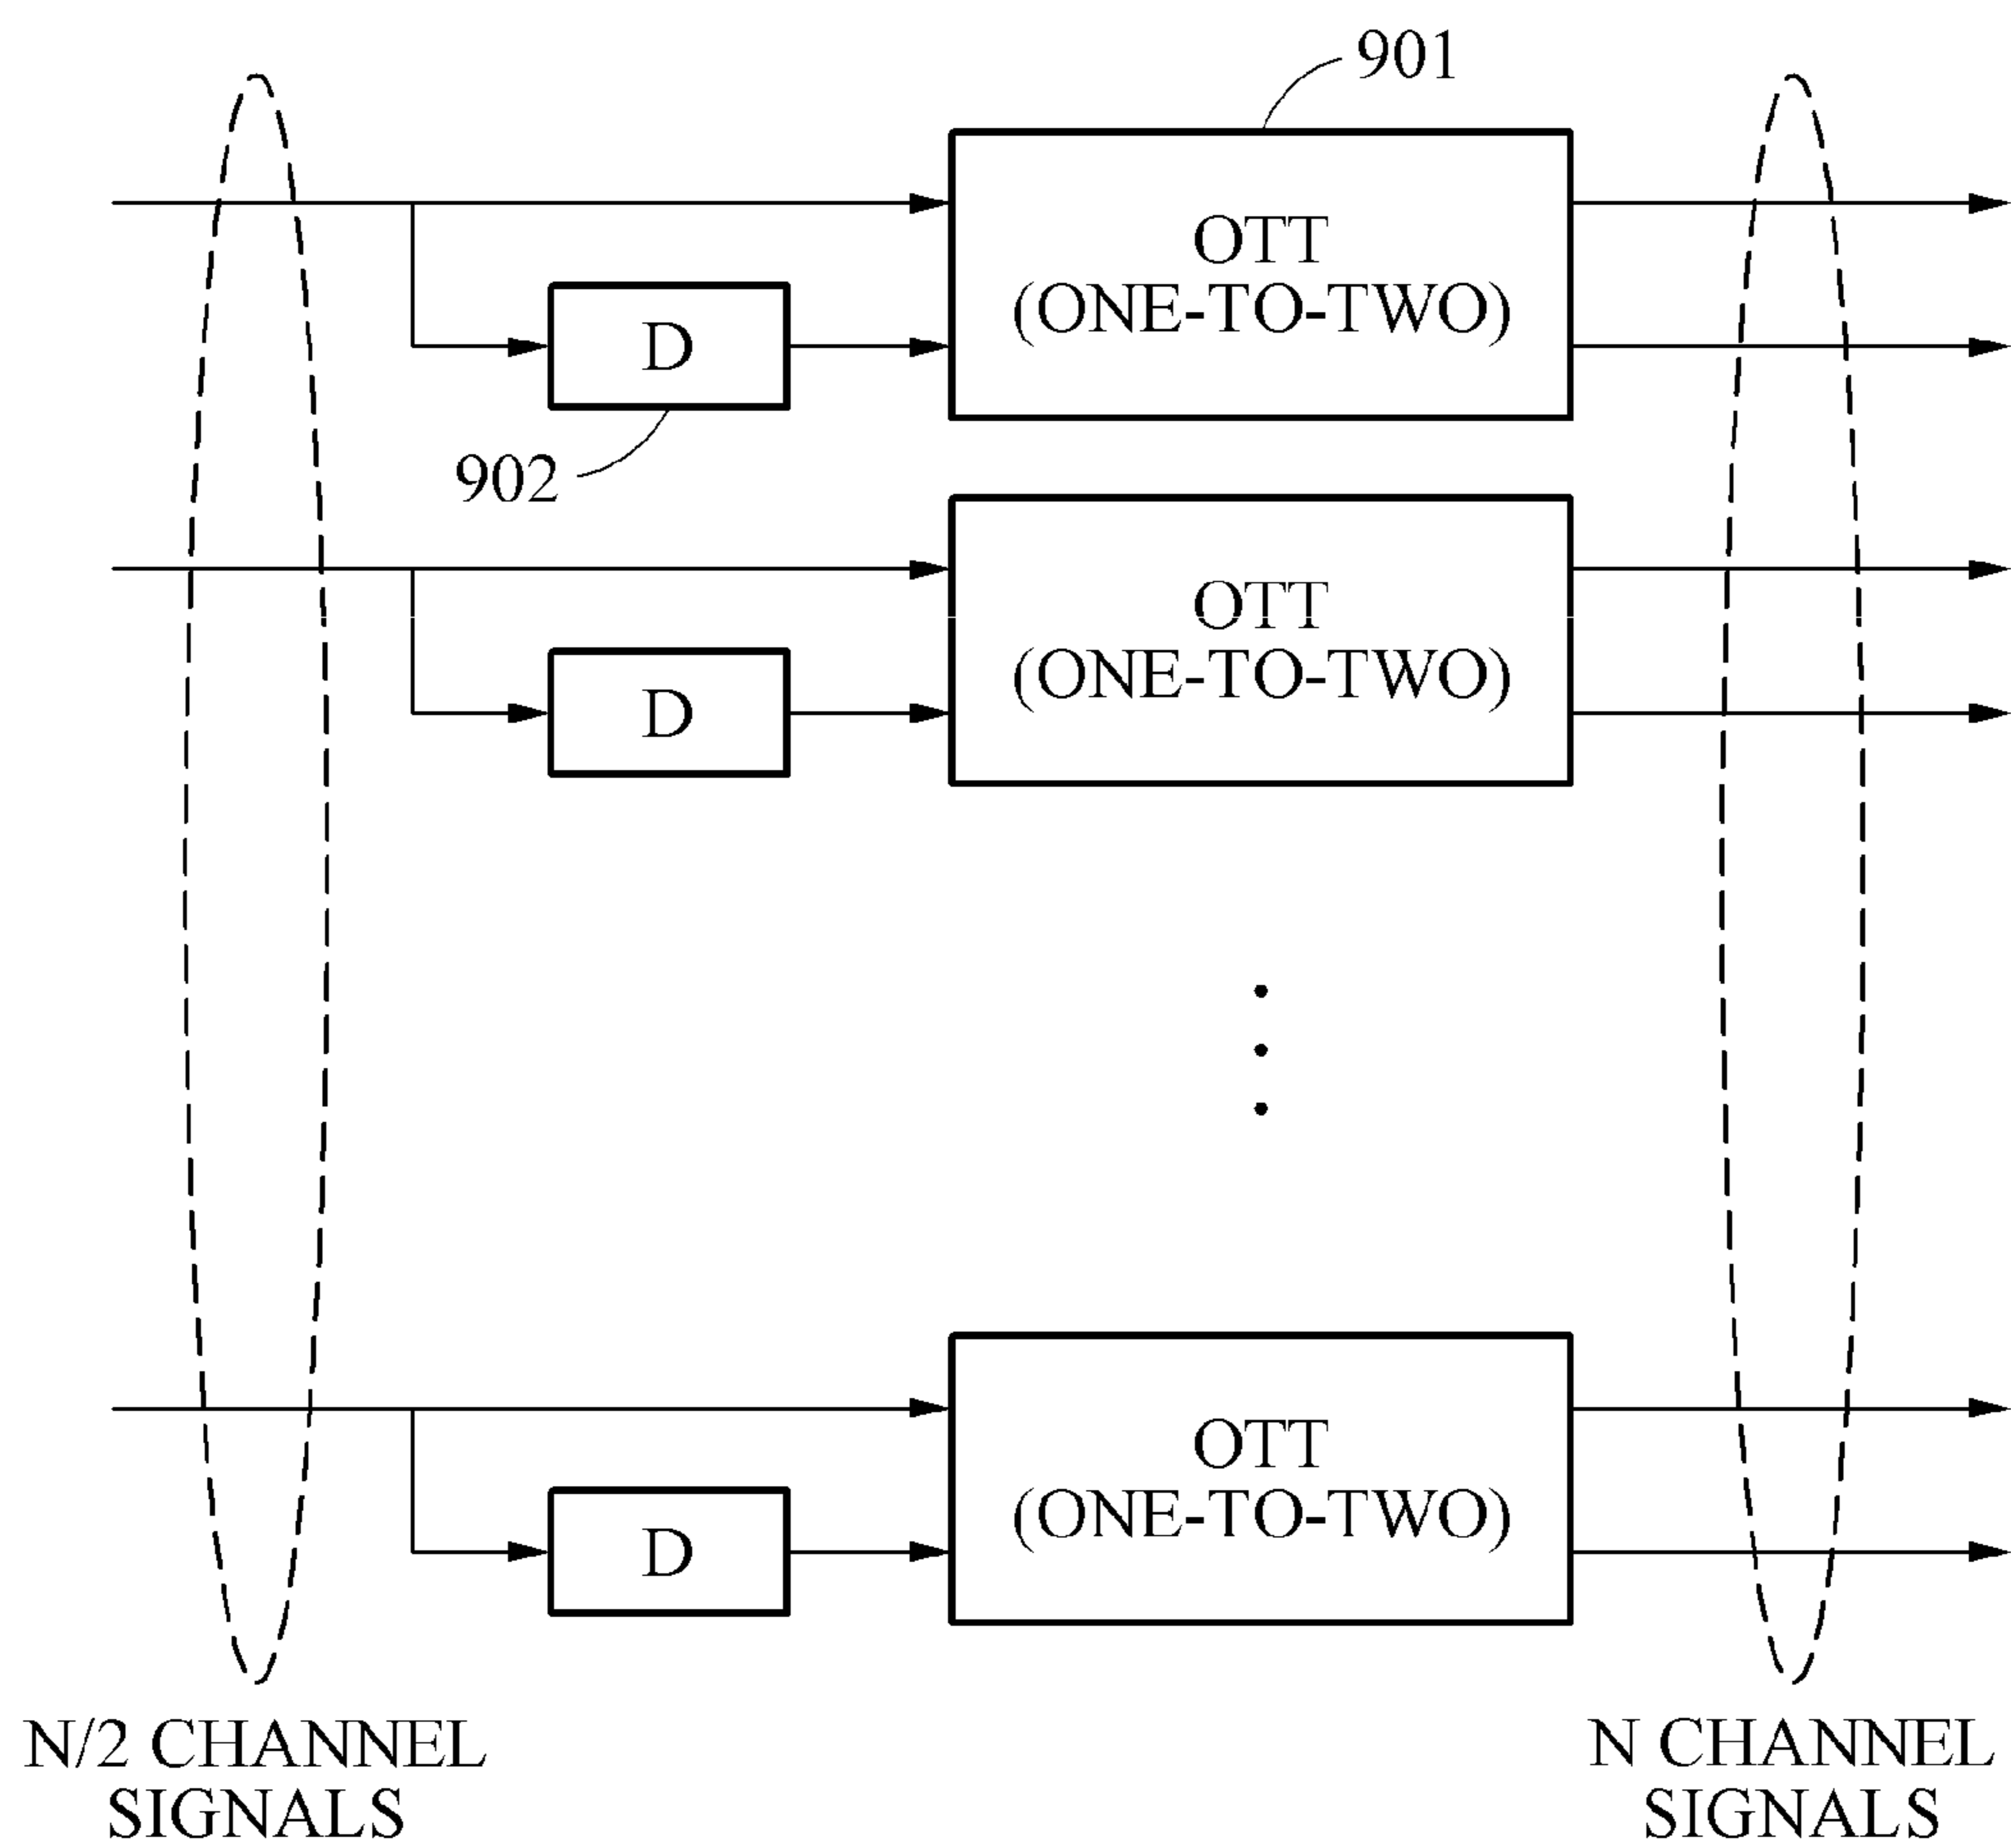 901
OTT
(ONE-TO-TWO)
D
902
OTT
(ONE-TO-TWO)
D
OTT
(ONE-TO-TWO)
D
N/2 CHANNEL
SIGNALS
N CHANNEL
SIGNALS